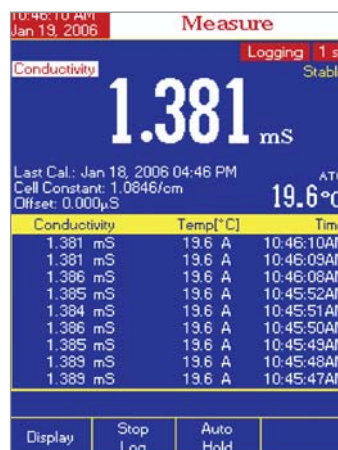 10:46:10 AM
Jan 19, 2006
Measure
Logging 1 s
Conductivity
Stabl
1.381 mS
Last Cal.: Jan 18, 2006 04:46 PM
Cell Constant: 1.0846/cm
Offset: 0.000µS
ATC
19.6°C
Conductivity Temp[°C] Time
1.381 mS 19.6 A 10:46:10AM
1.381 mS 19.6 A 10:46:09AM
1.386 mS 19.6 A 10:46:08AM
1.385 mS 19.6 A 10:45:52AM
1.384 mS 19.6 A 10:45:51AM
1.386 mS 19.6 A 10:45:50AM
1.385 mS 19.6 A 10:45:49AM
1.389 mS 19.6 A 10:45:48AM
1.389 mS 19.6 A 10:45:47AM
Display
Stop Log
Auto Hold